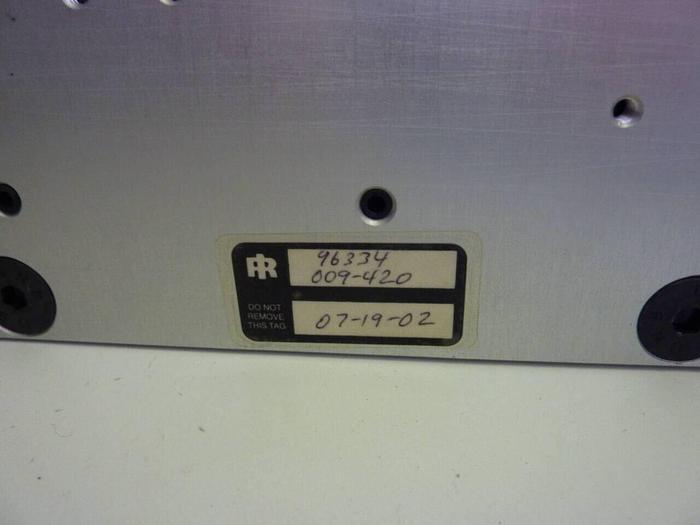 IR
96334
009-420
DO NOT
REMOVE
THIS TAG
07-19-02